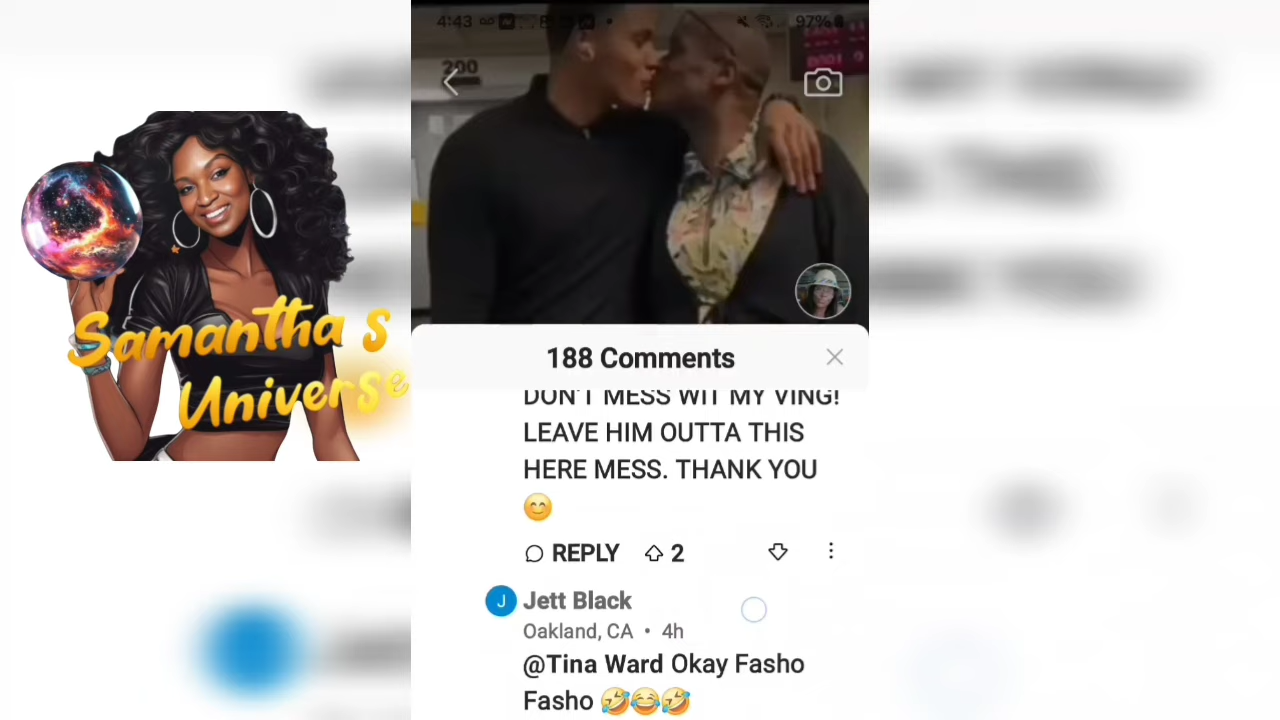 4:43
97%
200
Samantha s
Universe
188 Comments
DON'T MESS WIT MY VING!
LEAVE HIM OUTTA THIS
HERE MESS. THANK YOU
😊
REPLY 2
J Jett Black
Oakland, CA • 4h
@Tina Ward Okay Fasho
Fasho 🤣😂🤣